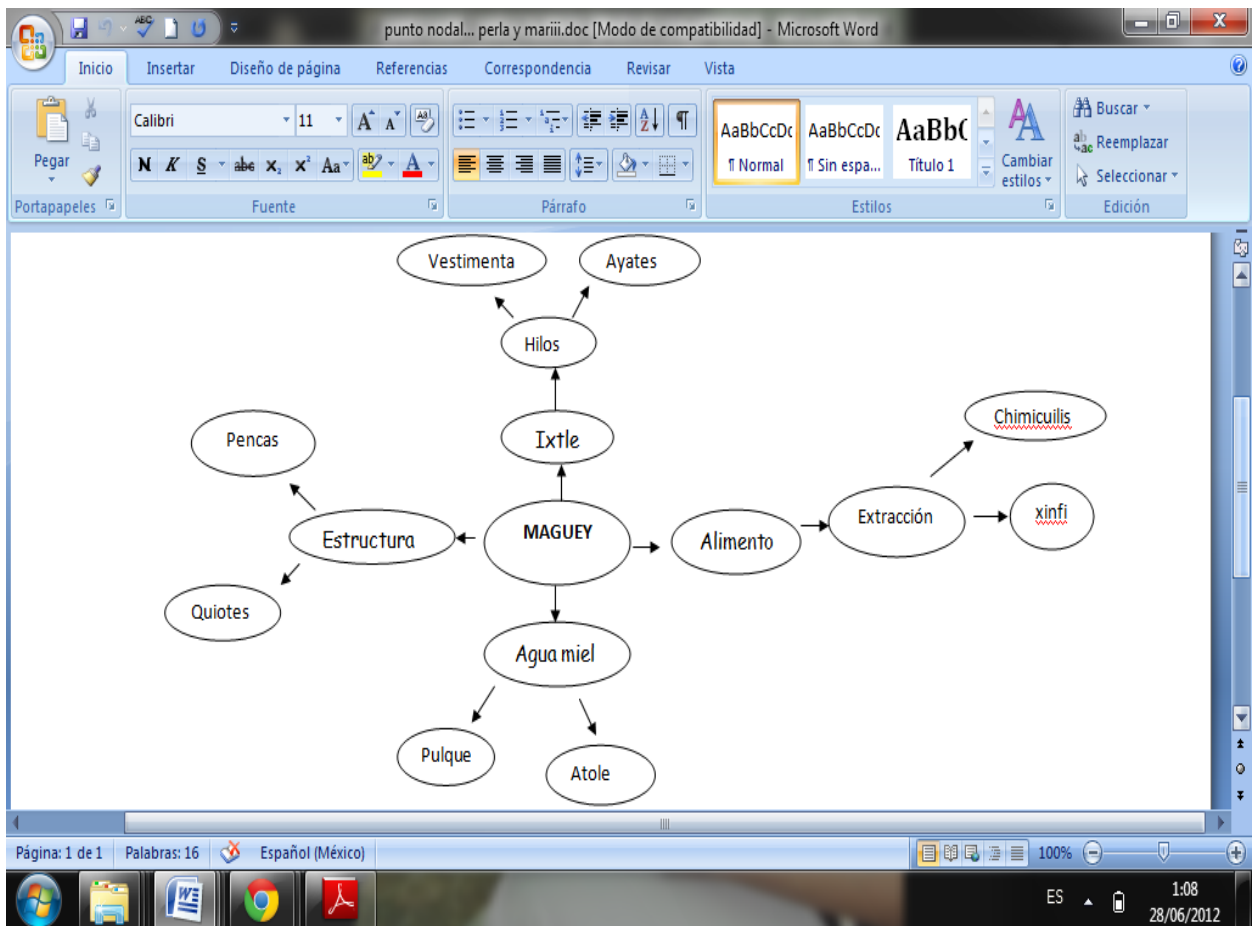 punto nodal... perla y mariii.doc [Modo de compatibilidad] - Microsoft Word
Inicio Insertar Diseño de página Referencias Correspondencia Revisar Vista
Pegar
Calibri 11
N K S abe X₂ X² Aa ab A
AaBbCcDc AaBbCcDc AaBbC
¶ Normal ¶ Sin espa... Título 1
Cambiar estilos
Buscar
Reemplazar
Seleccionar
Portapapeles Fuente Párrafo Estilos Edición
Vestimenta Ayates
Hilos
Chimicuilis
Pencas Ixtle
Extracción xinfi
Estructura MAGUEY Alimento
Quiotes
Agua miel
Pulque Atole
Página: 1 de 1 Palabras: 16 Español (México) 100%
ES 1:08
28/06/2012